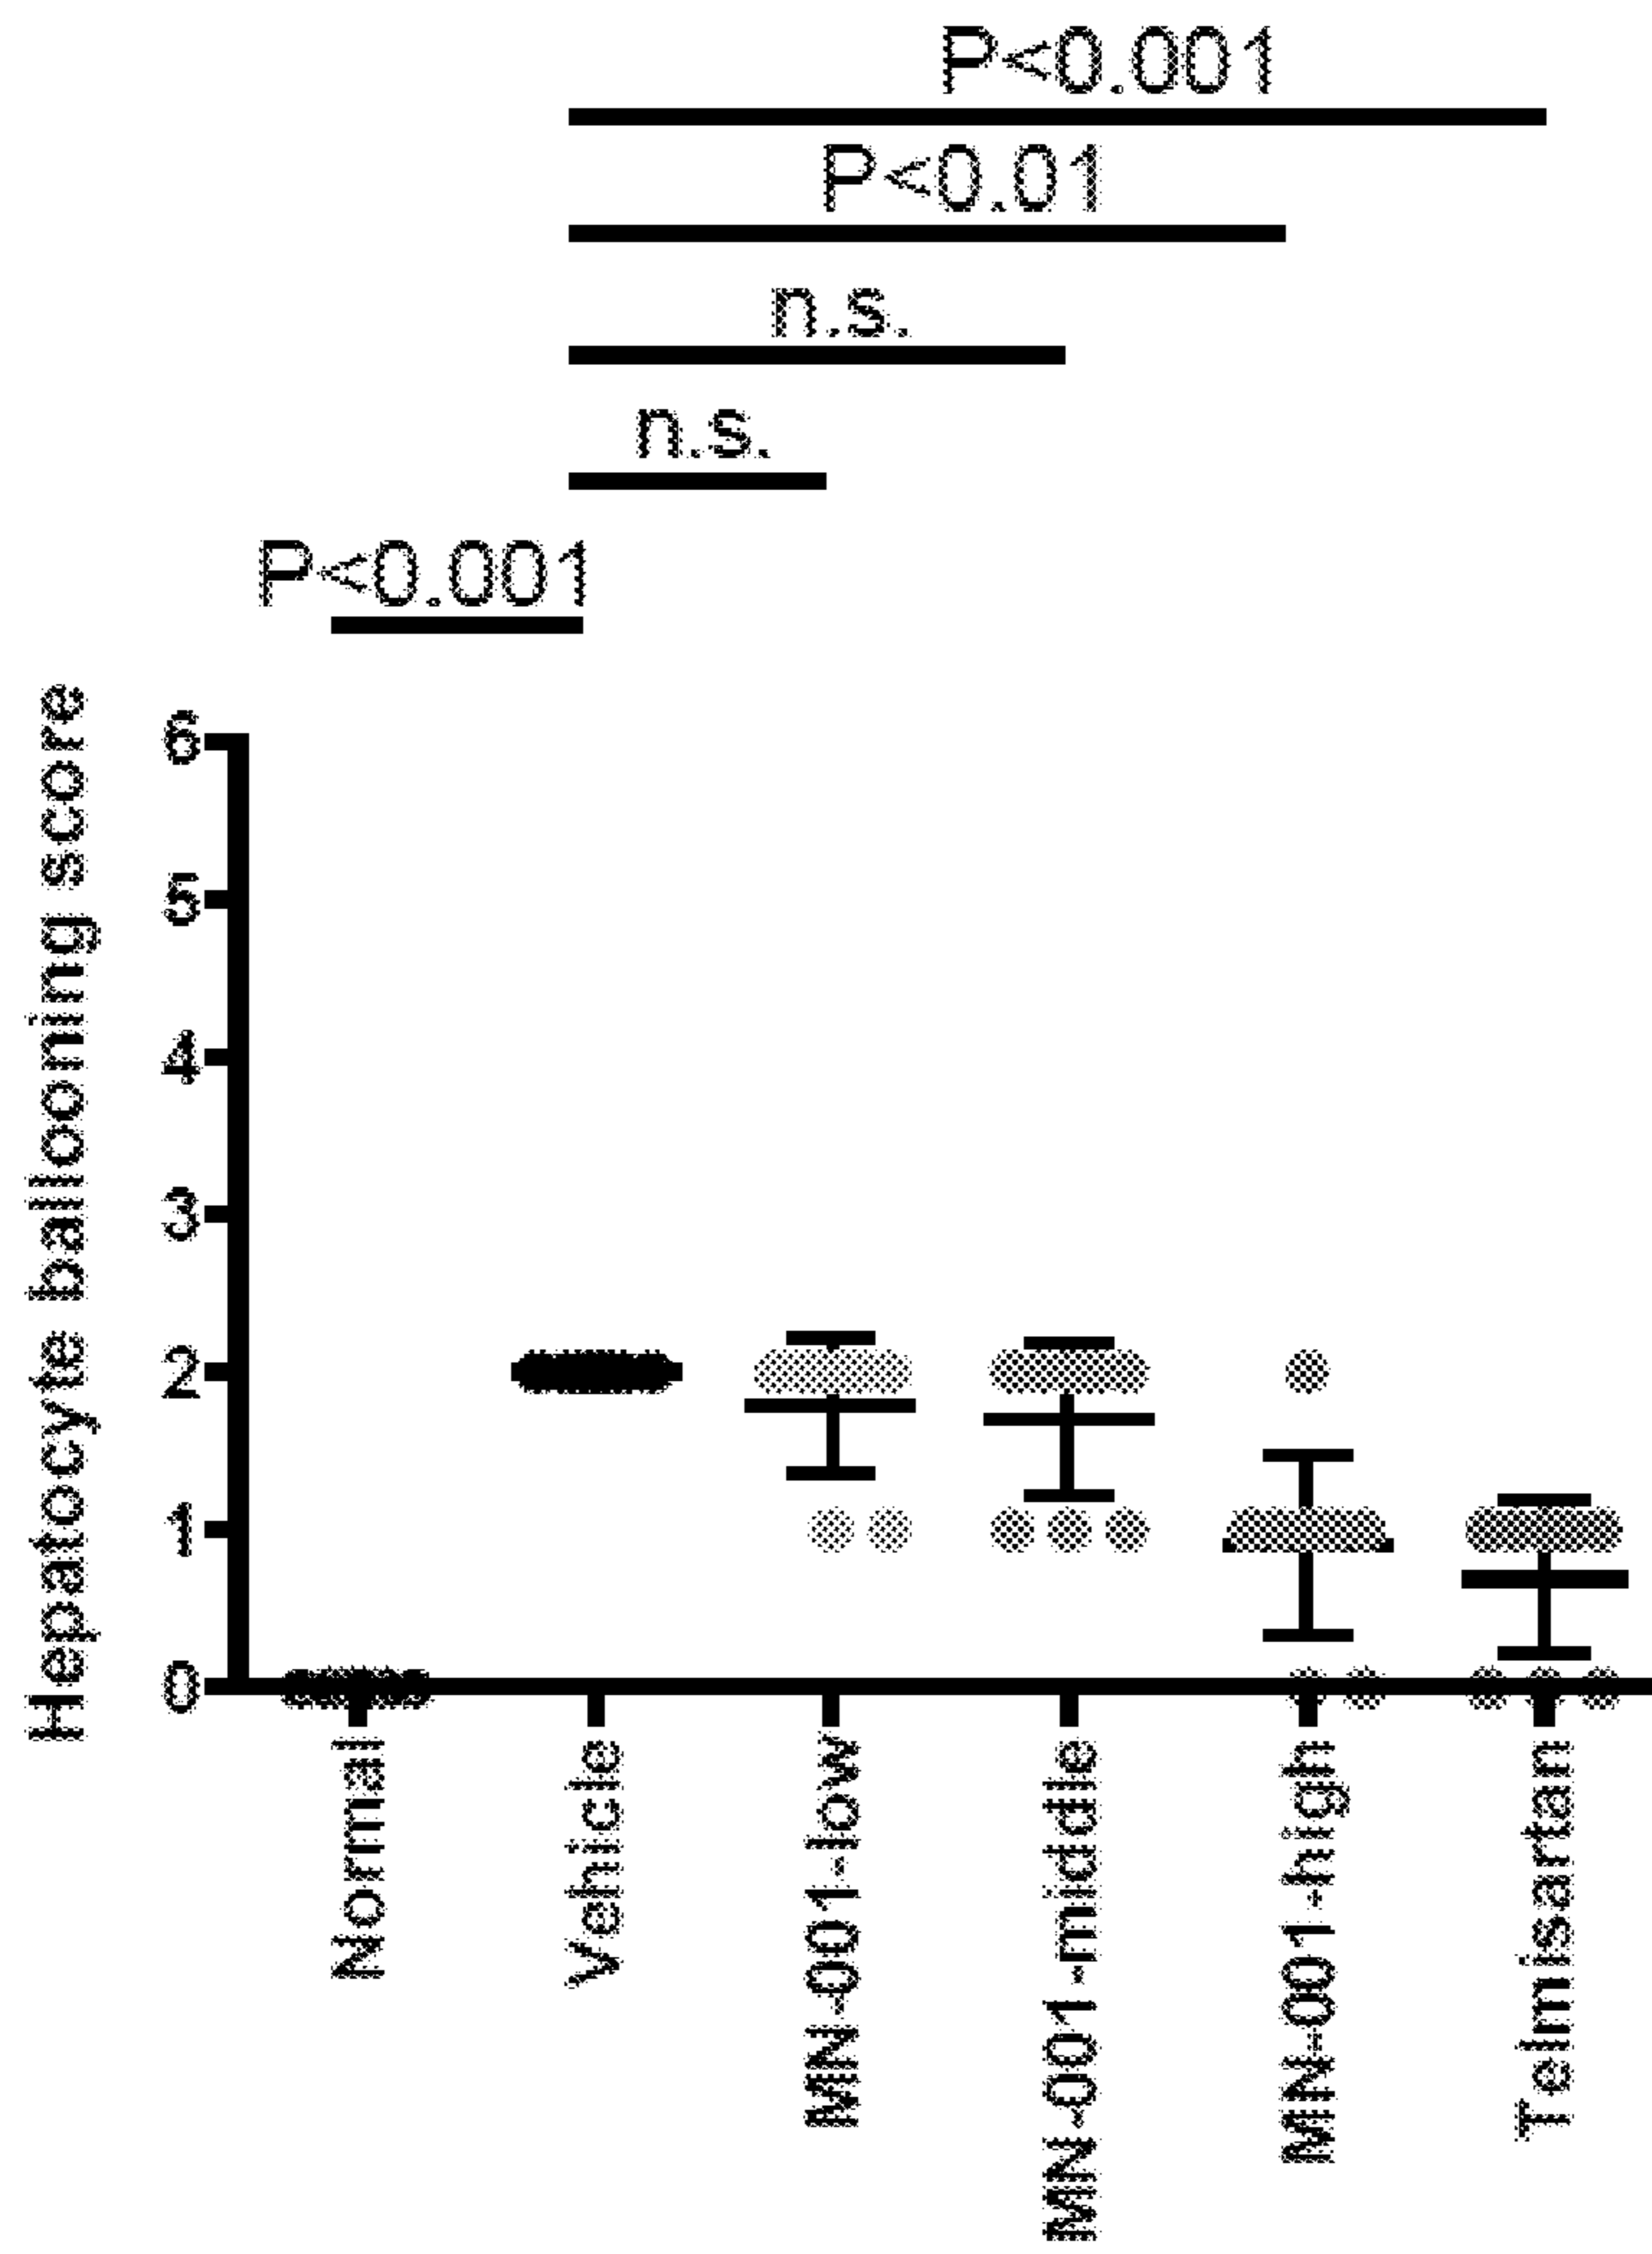 P<0.001
P<0.01
n.s.
n.s.
P<0.001
Hepatocyte ballooning score
6
5
4
3
2
1
0
Normal
Vehicle
MN-001-low
MN-001-middle
MN-001-high
Telmisartan